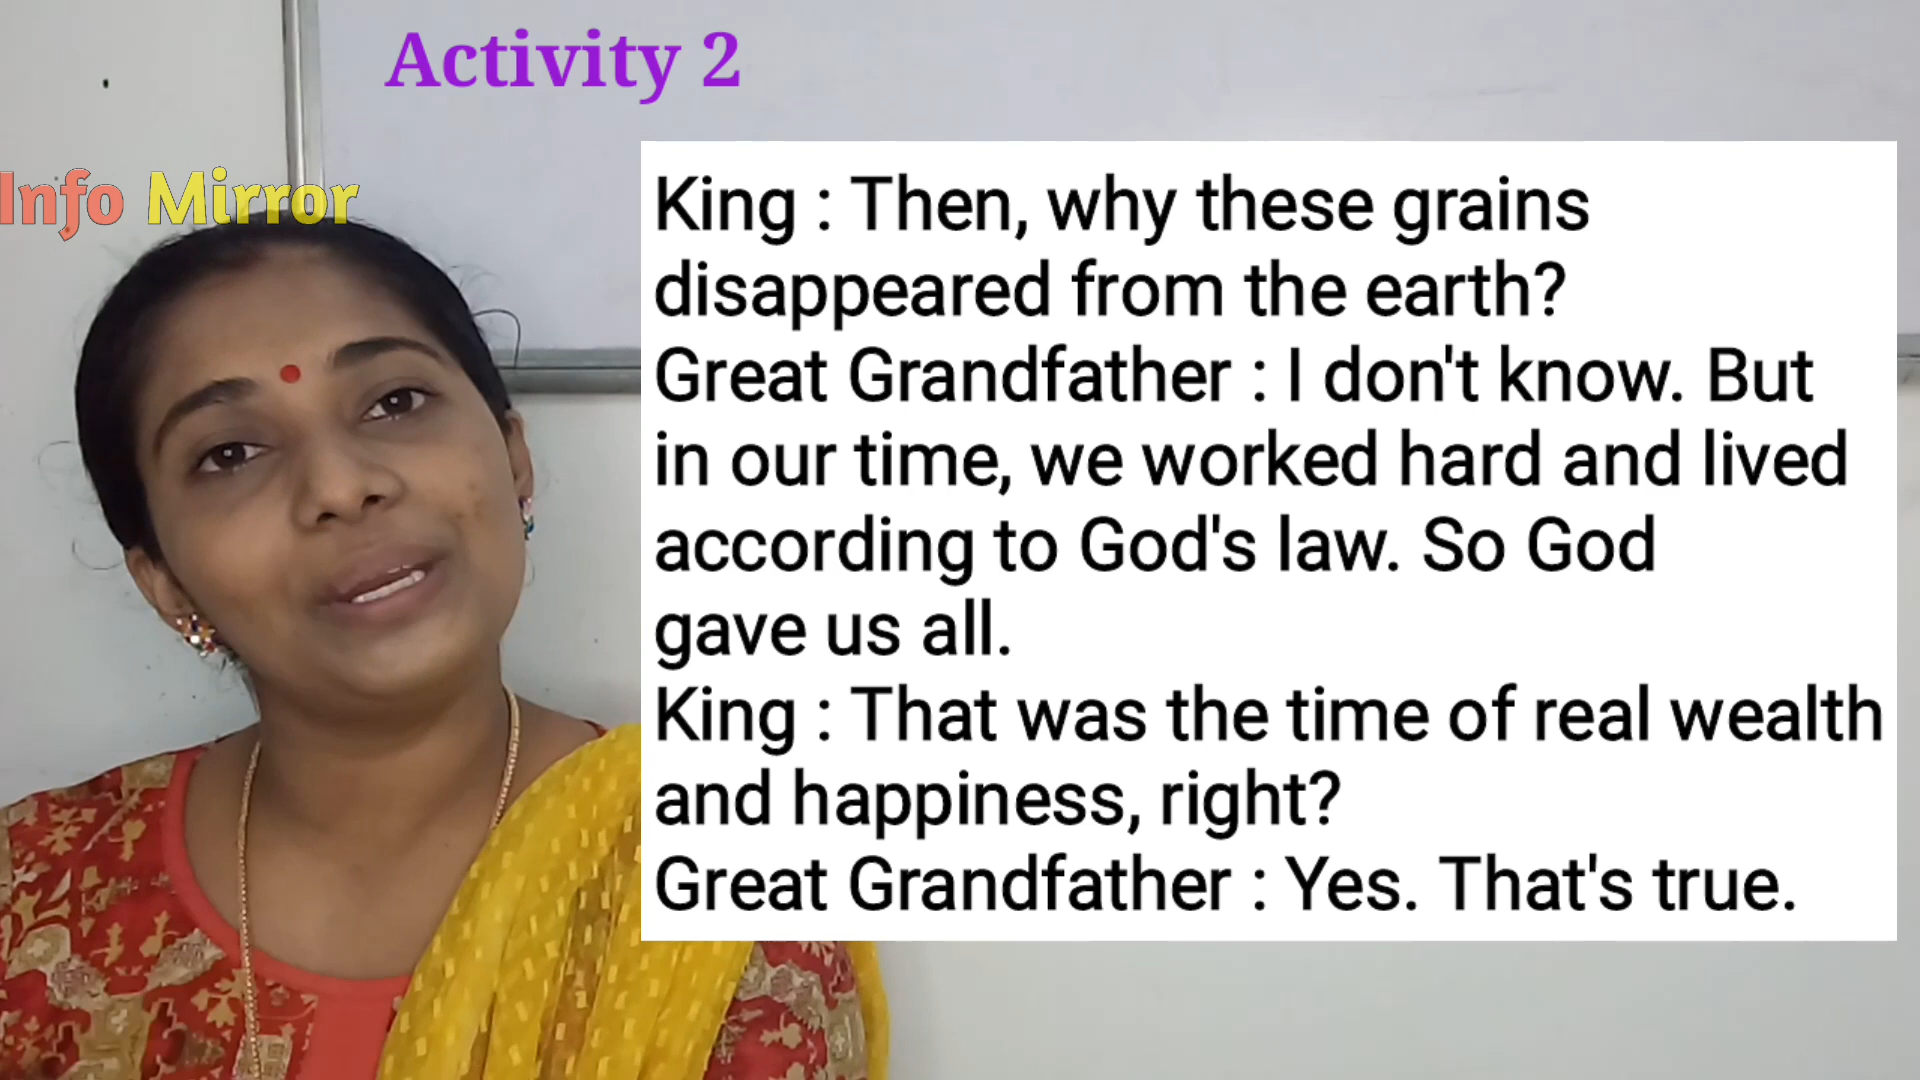 Activity 2
Info Mirror
King : Then, why these grains
disappeared from the earth?
Great Grandfather : I don't know. But
in our time, we worked hard and lived
according to God's law. So God
gave us all.
King : That was the time of real wealth
and happiness, right?
Great Grandfather : Yes. That's true.